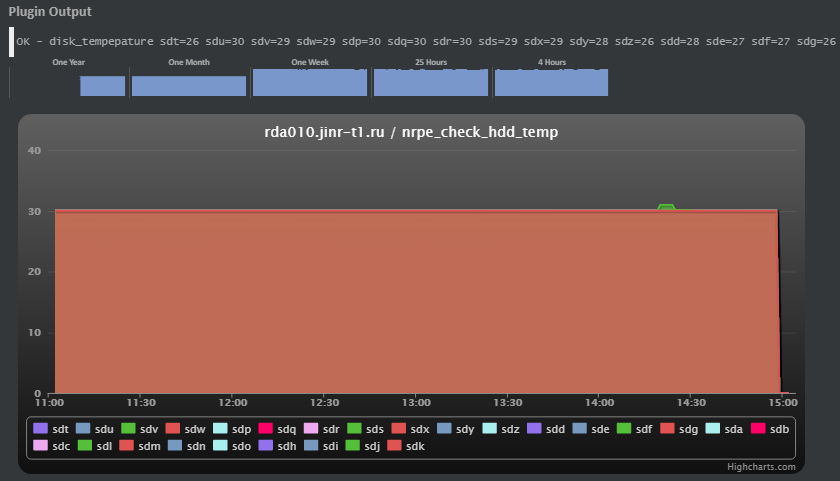 Plugin Output
OK - disk_tempepature sdt=26 sdu=30 sdv=29 sdw=29 sdp=30 sdq=30 sdr=30 sds=29 sdx=29 sdy=28 sdz=26 sdd=28 sde=27 sdf=27 sdg=26
One Year One Month One Week 25 Hours 4 Hours
rda010.jinr-t1.ru / nrpe_check_hdd_temp
40
30
20
10
0
11:00 11:30 12:00 12:30 13:00 13:30 14:00 14:30 15:00
sdt sdu sdv sdw sdp sdq sdr sds sdx sdy sdz sdd sde sdf sdg sda sdb
sdc sdl sdm sdn sdo sdh sdi sdj sdk
Highcharts.com